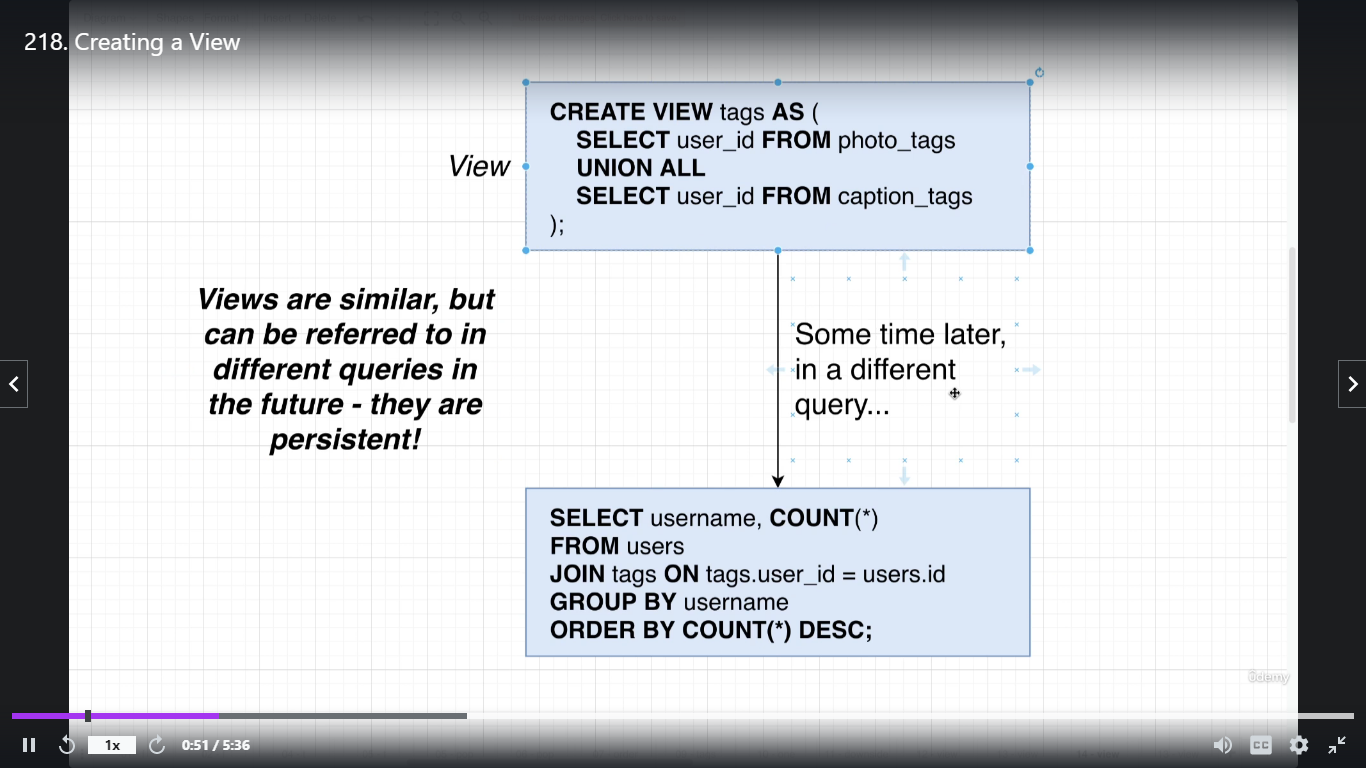 218. Creating a View
CREATE VIEW tags AS (
SELECT user_id FROM photo_tags
UNION ALL
SELECT user_id FROM caption_tags
);
View
Views are similar, but
can be referred to in
different queries in
the future - they are
persistent!
Some time later,
in a different
query...
SELECT username, COUNT(*)
FROM users
JOIN tags ON tags.user_id = users.id
GROUP BY username
ORDER BY COUNT(*) DESC;
ûdemy
1x
0:51 / 5:36
CC